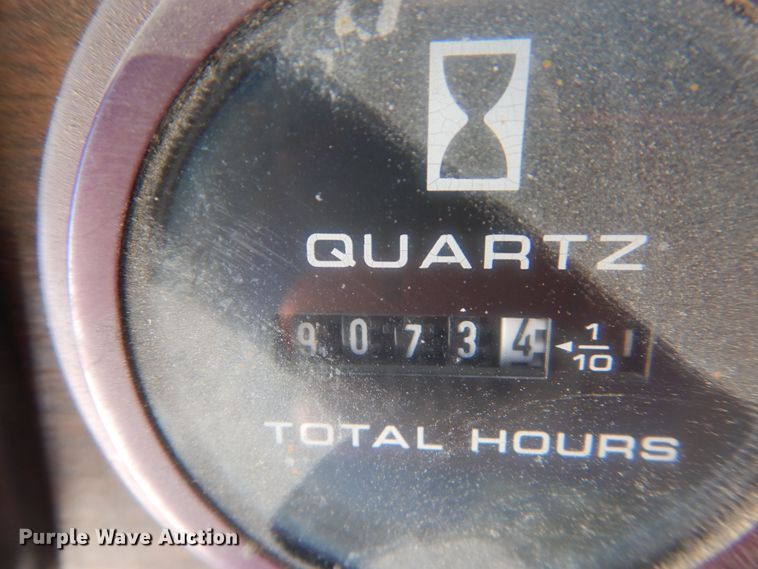 QUARTZ
90734 1/10
TOTAL HOURS
Purple Wave Auction